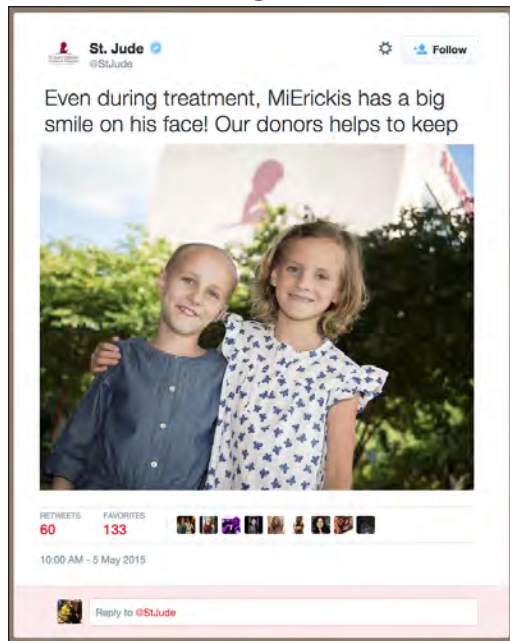 St. Jude
@StJude
Follow
Even during treatment, MiErickis has a big
smile on his face! Our donors helps to keep
RETWEETS FAVORITES
60 133
10:00 AM - 5 May 2015
Reply to @StJude